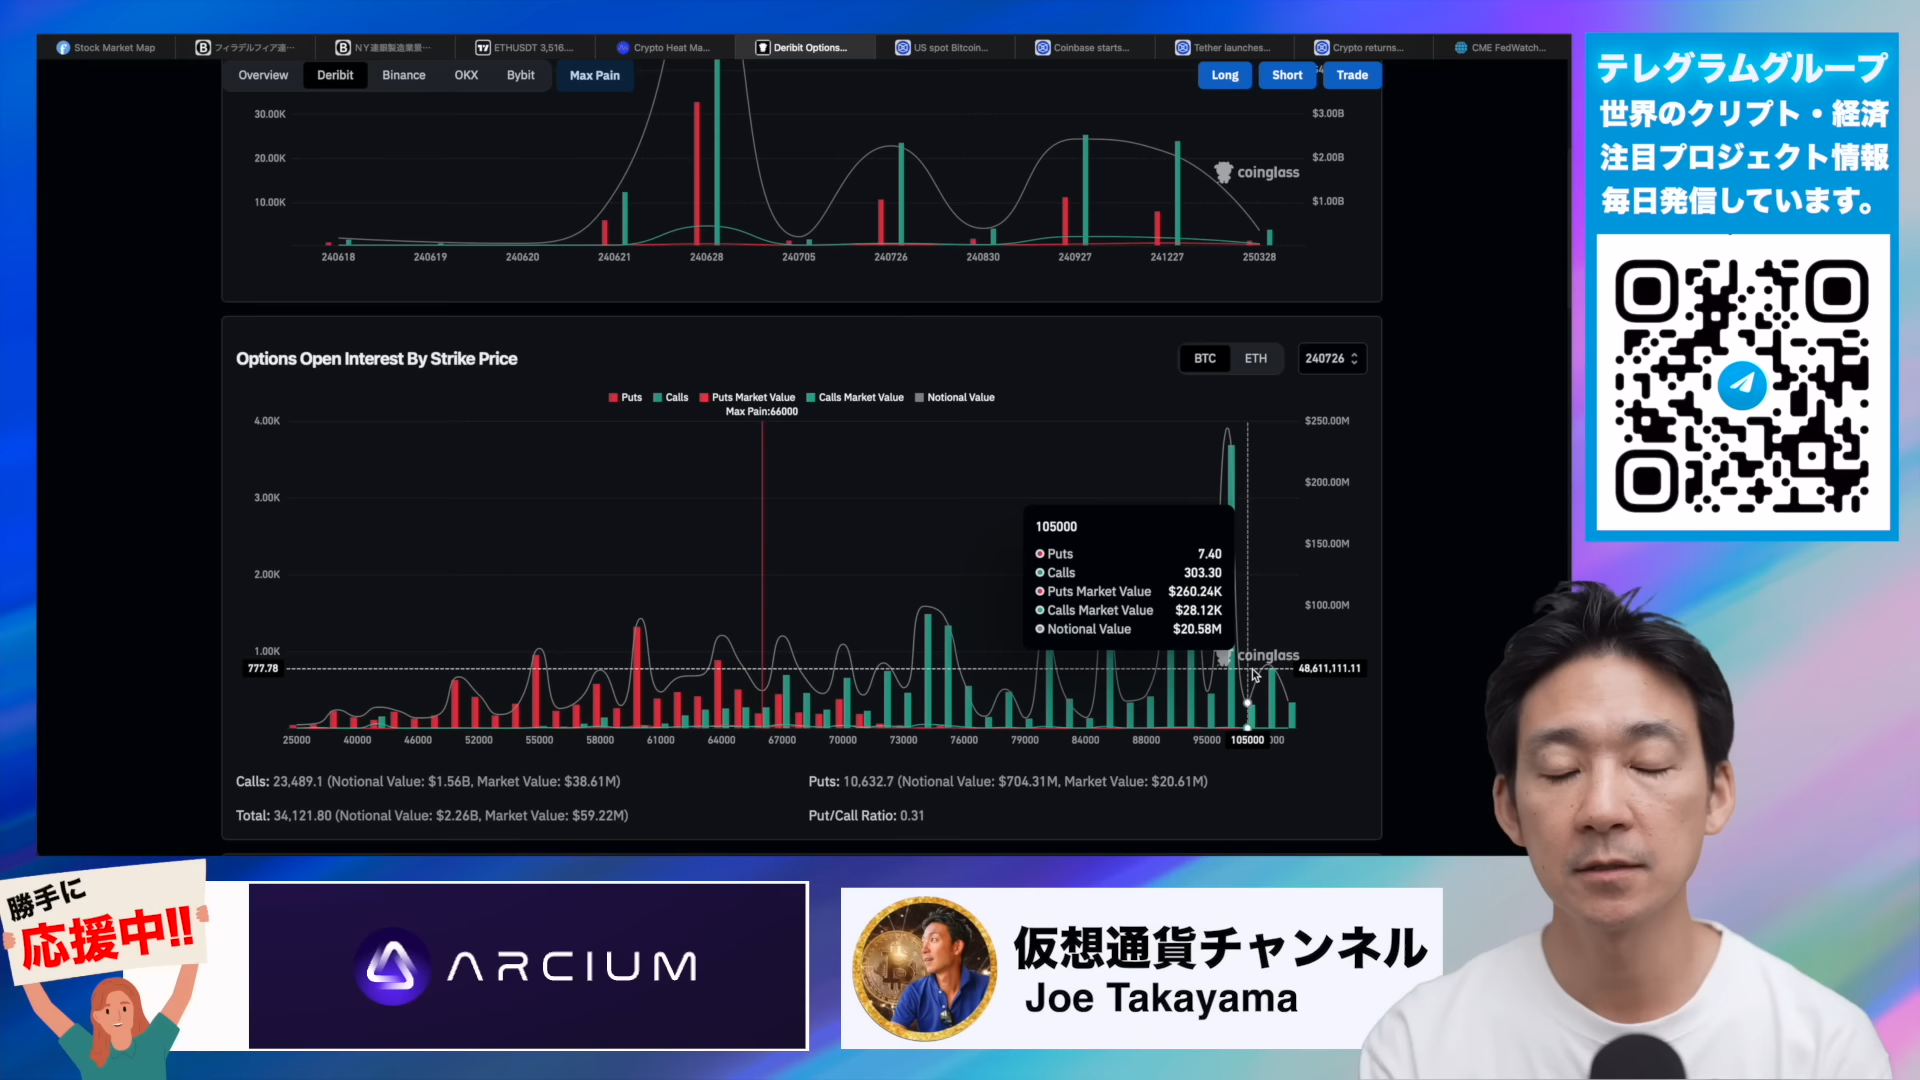 Stock Market Map
フィラデルフィア連…
ＮＹ連銀製造業景…
ETHUSDT 3,516....
Crypto Heat Ma...
Deribit Options...
US spot Bitcoin...
Coinbase starts...
Tether launches...
Crypto returns...
CME FedWatch...
Overview
Deribit
Binance
OKX
Bybit
Max Pain
Long
Short
Trade
30.00K
$3.00B
20.00K
$2.00B
coinglass
10.00K
$1.00B
240618
240619
240620
240621
240628
240705
240726
240830
240927
241227
250328
Options Open Interest By Strike Price
BTC
ETH
240726
Puts
Calls
Puts Market Value
Calls Market Value
Notional Value
Max Pain:66000
4.00K
$250.00M
3.00K
$200.00M
$150.00M
2.00K
$100.00M
1.00K
105000
Puts 7.40
Calls 303.30
Puts Market Value $260.24K
Calls Market Value $28.12K
Notional Value $20.58M
coinglass
777.78
48,611,111.11
25000
40000
46000
52000
55000
58000
61000
64000
67000
70000
73000
76000
79000
84000
88000
95000
105000
Calls: 23,489.1 (Notional Value: $1.56B, Market Value: $38.61M)
Puts: 10,632.7 (Notional Value: $704.31M, Market Value: $20.61M)
Total: 34,121.80 (Notional Value: $2.26B, Market Value: $59.22M)
Put/Call Ratio: 0.31
テレグラムグループ
世界のクリプト・経済
注目プロジェクト情報
毎日発信しています。
勝手に
応援中!!
ARCIUM
仮想通貨チャンネル
Joe Takayama